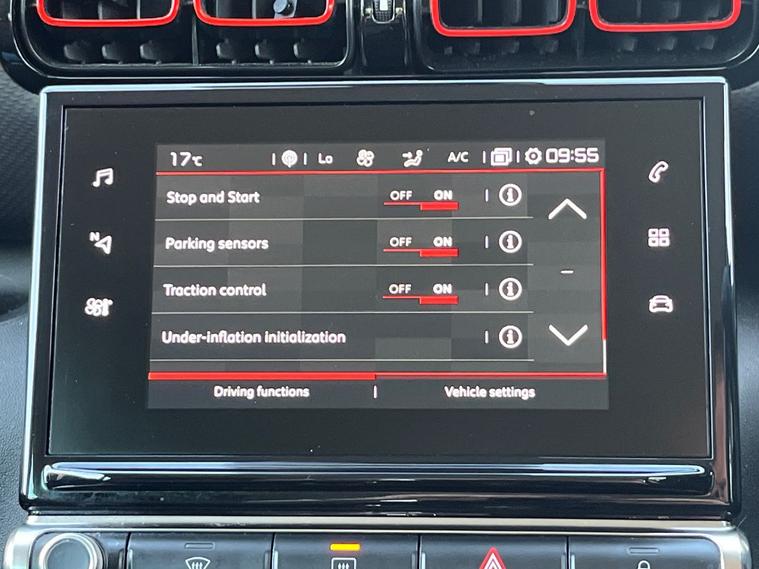 17°C Lo A/C 09:55
Stop and Start OFF ON
Parking sensors OFF ON
Traction control OFF ON
Under-inflation initialization
Driving functions Vehicle settings
N